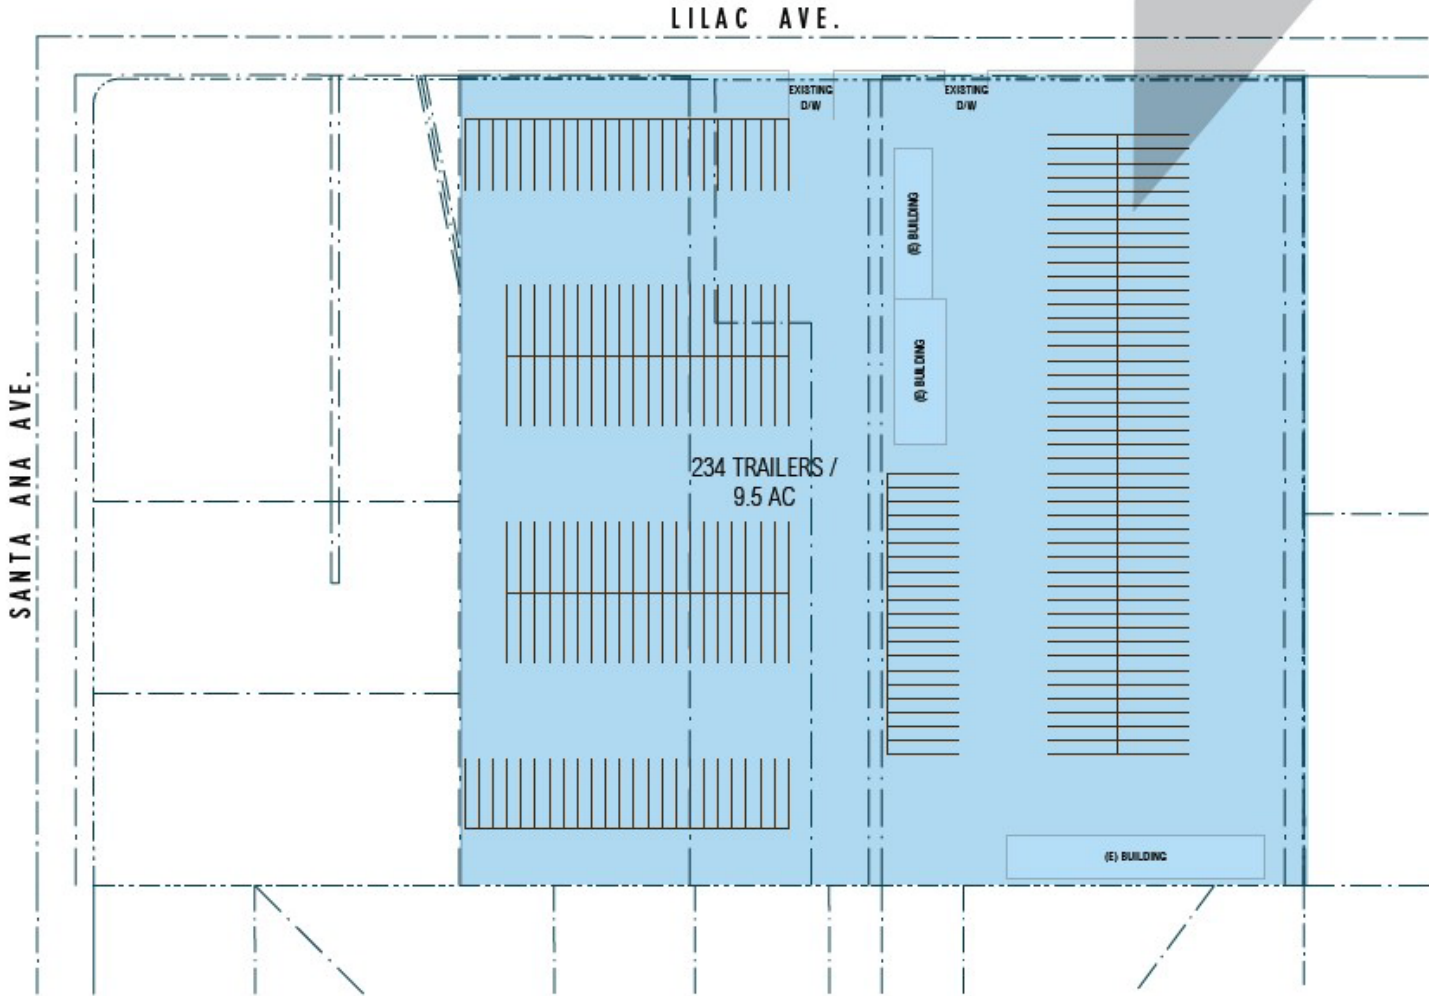 LILAC AVE.
EXISTING
D/W
EXISTING
D/W
(E) BUILDING
(E) BUILDING
SANTA ANA AVE.
234 TRAILERS /
9.5 AC
(E) BUILDING